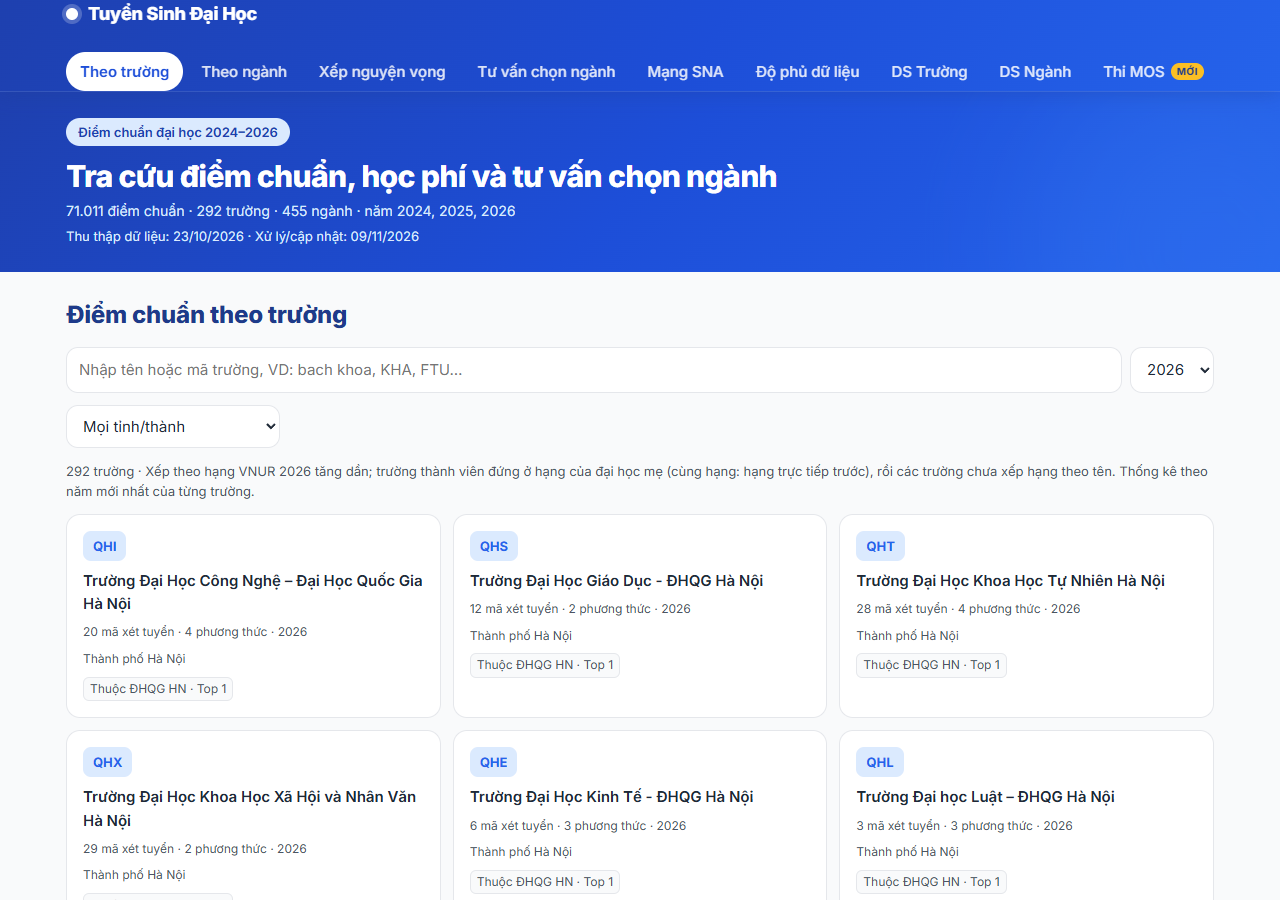 Tuyển Sinh Đại Học
Theo trường Theo ngành Xếp nguyện vọng Tư vấn chọn ngành Mạng SNA Độ phủ dữ liệu DS Trường DS Ngành Thi MOS MỚI
Điểm chuẩn đại học 2024–2026
Tra cứu điểm chuẩn, học phí và tư vấn chọn ngành
71.011 điểm chuẩn · 292 trường · 455 ngành · năm 2024, 2025, 2026
Thu thập dữ liệu: 23/10/2026 · Xử lý/cập nhật: 09/11/2026
Điểm chuẩn theo trường
Nhập tên hoặc mã trường, VD: bach khoa, KHA, FTU...
2026
Mọi tỉnh/thành
292 trường · Xếp theo hạng VNUR 2026 tăng dần; trường thành viên đứng ở hạng của đại học mẹ (cùng hạng: hạng trực tiếp trước), rồi các trường chưa xếp hạng theo tên. Thống kê theo
năm mới nhất của từng trường.
QHI
Trường Đại Học Công Nghệ – Đại Học Quốc Gia
Hà Nội
20 mã xét tuyển · 4 phương thức · 2026
Thành phố Hà Nội
Thuộc ĐHQG HN · Top 1
QHS
Trường Đại Học Giáo Dục - ĐHQG Hà Nội
12 mã xét tuyển · 2 phương thức · 2026
Thành phố Hà Nội
Thuộc ĐHQG HN · Top 1
QHT
Trường Đại Học Khoa Học Tự Nhiên Hà Nội
28 mã xét tuyển · 4 phương thức · 2026
Thành phố Hà Nội
Thuộc ĐHQG HN · Top 1
QHX
Trường Đại Học Khoa Học Xã Hội và Nhân Văn
Hà Nội
29 mã xét tuyển · 2 phương thức · 2026
Thành phố Hà Nội
QHE
Trường Đại Học Kinh Tế - ĐHQG Hà Nội
6 mã xét tuyển · 3 phương thức · 2026
Thành phố Hà Nội
Thuộc ĐHQG HN · Top 1
QHL
Trường Đại học Luật – ĐHQG Hà Nội
3 mã xét tuyển · 3 phương thức · 2026
Thành phố Hà Nội
Thuộc ĐHQG HN · Top 1